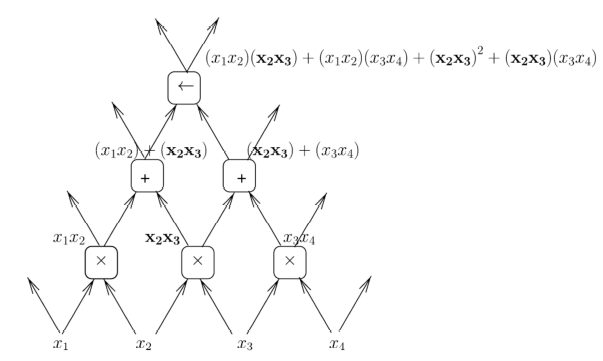 (x₁x₂)(𝐱₂𝐱₃) + (x₁x₂)(x₃x₄) + (𝐱₂𝐱₃)² + (𝐱₂𝐱₃)(x₃x₄)
←
(x₁x₂) + (𝐱₂𝐱₃) (𝐱₂𝐱₃) + (x₃x₄)
+ +
x₁x₂ 𝐱₂𝐱₃ x₃x₄
× × ×
x₁ x₂ x₃ x₄